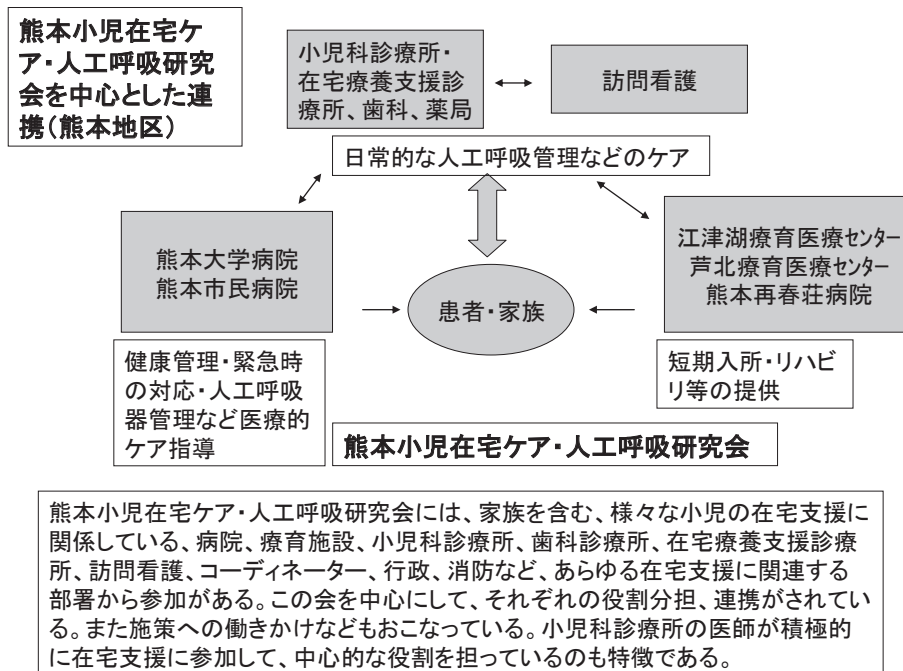 熊本小児在宅ケ
ア・人工呼吸研究
会を中心とした連
携（熊本地区）
小児科診療所・
在宅療養支援診
療所、歯科、薬局
訪問看護
日常的な人工呼吸管理などのケア
熊本大学病院
熊本市民病院
患者・家族
江津湖療育医療センター
芦北療育医療センター
熊本再春荘病院
健康管理・緊急時
の対応・人工呼吸
器管理など医療的
ケア指導
短期入所・リハビ
リ等の提供
熊本小児在宅ケア・人工呼吸研究会
熊本小児在宅ケア・人工呼吸研究会には、家族を含む、様々な小児の在宅支援に
関係している、病院、療育施設、小児科診療所、歯科診療所、在宅療養支援診療
所、訪問看護、コーディネーター、行政、消防など、あらゆる在宅支援に関連する
部署から参加がある。この会を中心にして、それぞれの役割分担、連携がされてい
る。また施策への働きかけなどもおこなっている。小児科診療所の医師が積極的
に在宅支援に参加して、中心的な役割を担っているのも特徴である。